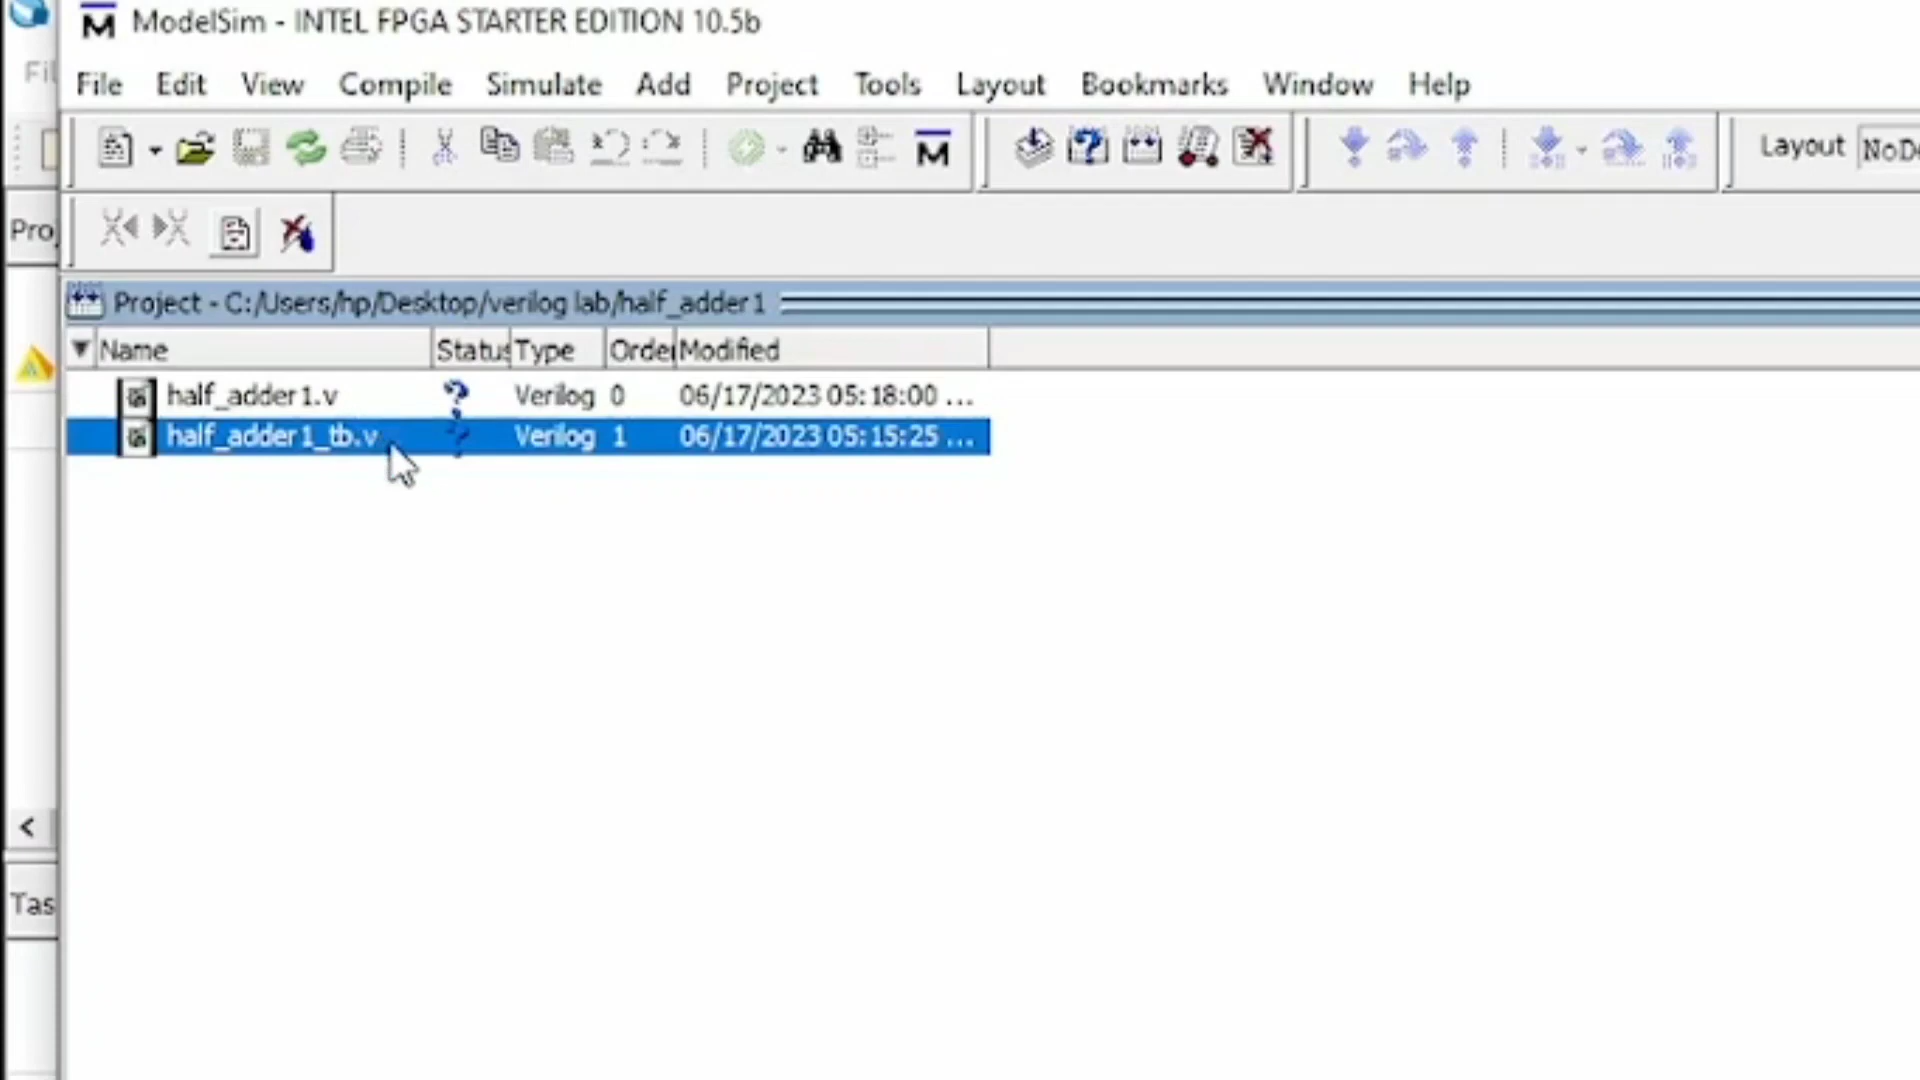 ModelSim - INTEL FPGA STARTER EDITION 10.5b
Fil
File Edit View Compile Simulate Add Project Tools Layout Bookmarks Window Help
Layout NoD
Pro
Project - C:/Users/hp/Desktop/verilog lab/half_adder1
Name Status Type Order Modified
half_adder1.v ? Verilog 0 06/17/2023 05:18:00 ...
half_adder1_tb.v ? Verilog 1 06/17/2023 05:15:25 ...
Tas